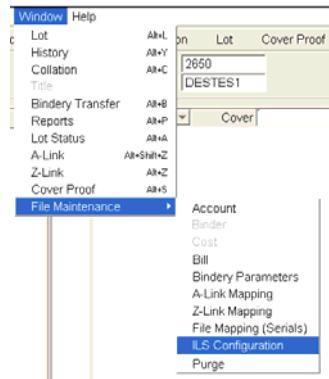 Window Help
Lot Alt+L
on Lot Cover Proof
History Alt+Y
2650
Collation Alt+C
DESTES1
Title
Bindery Transfer Alt+B
Cover
Reports Alt+P
Lot Status Alt+A
A-Link Alt+Shift+Z
Z-Link Alt+Z
Cover Proof Alt+S
File Maintenance
Account
Binder
Cost
Bill
Bindery Parameters
A-Link Mapping
Z-Link Mapping
File Mapping (Serials)
ILS Configuration
Purge